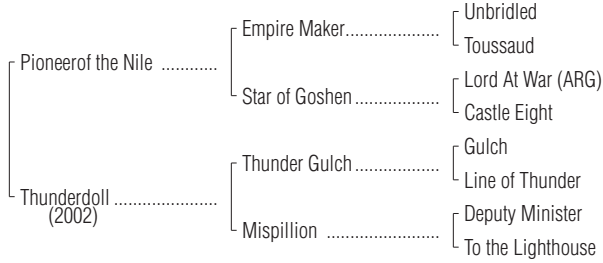 Unbridled
Empire Maker....................
Toussaud
Pioneerof the Nile ............
Lord At War (ARG)
Star of Goshen..................
Castle Eight
Gulch
Thunder Gulch..................
Line of Thunder
Thunderdoll......................
(2002)
Deputy Minister
Mispillion ........................
To the Lighthouse